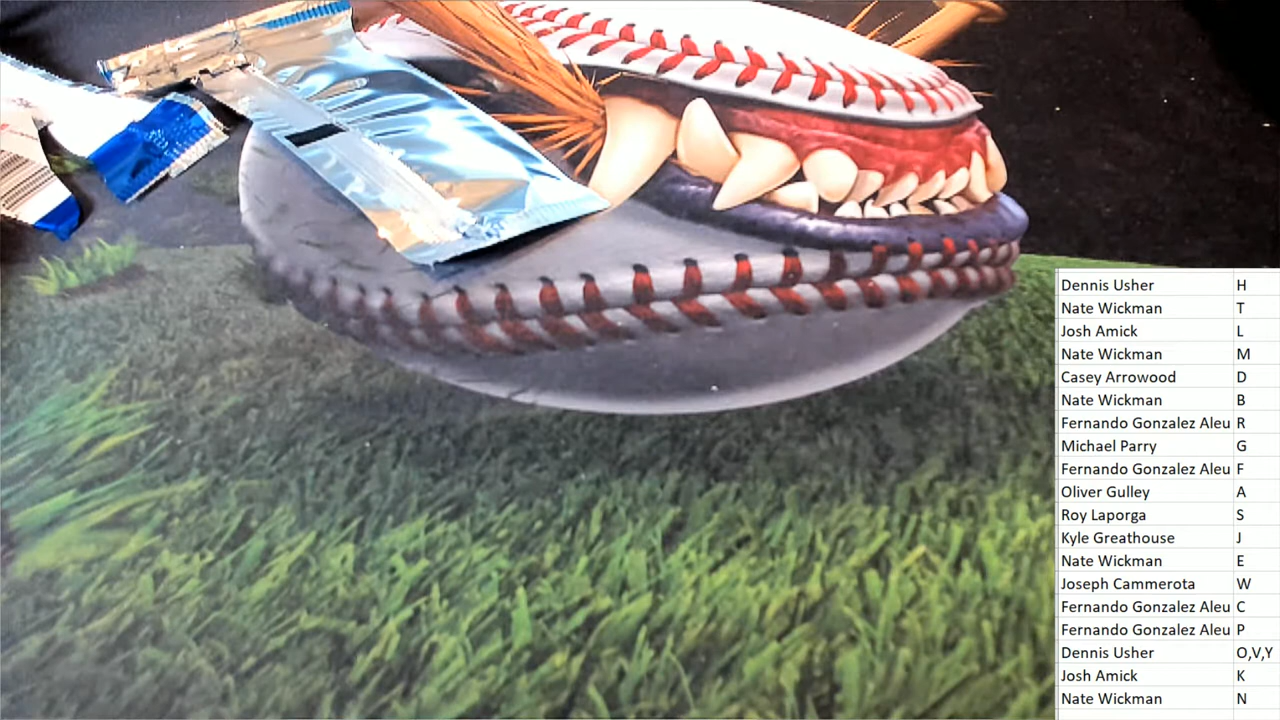 Dennis Usher H
Nate Wickman T
Josh Amick L
Nate Wickman M
Casey Arrowood D
Nate Wickman B
Fernando Gonzalez Aleu R
Michael Parry G
Fernando Gonzalez Aleu F
Oliver Gulley A
Roy Laporga S
Kyle Greathouse J
Nate Wickman E
Joseph Cammerota W
Fernando Gonzalez Aleu C
Fernando Gonzalez Aleu P
Dennis Usher O,V,Y
Josh Amick K
Nate Wickman N